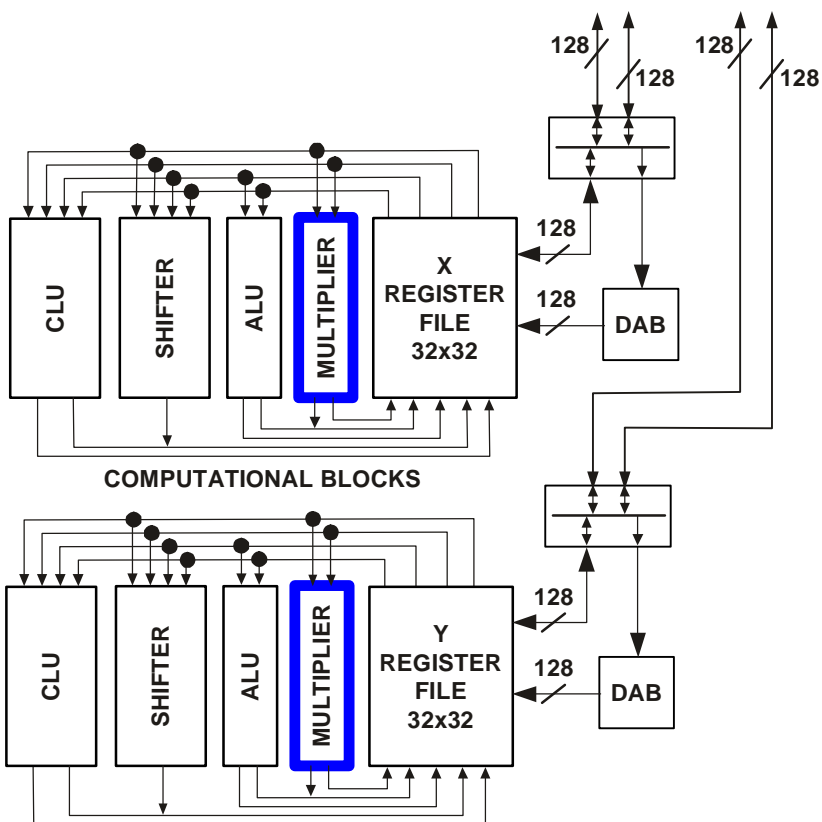 128
128
128
128
CLU
SHIFTER
ALU
MULTIPLIER
X
REGISTER
FILE
32x32
128
128
DAB
COMPUTATIONAL BLOCKS
CLU
SHIFTER
ALU
MULTIPLIER
Y
REGISTER
FILE
32x32
128
128
DAB